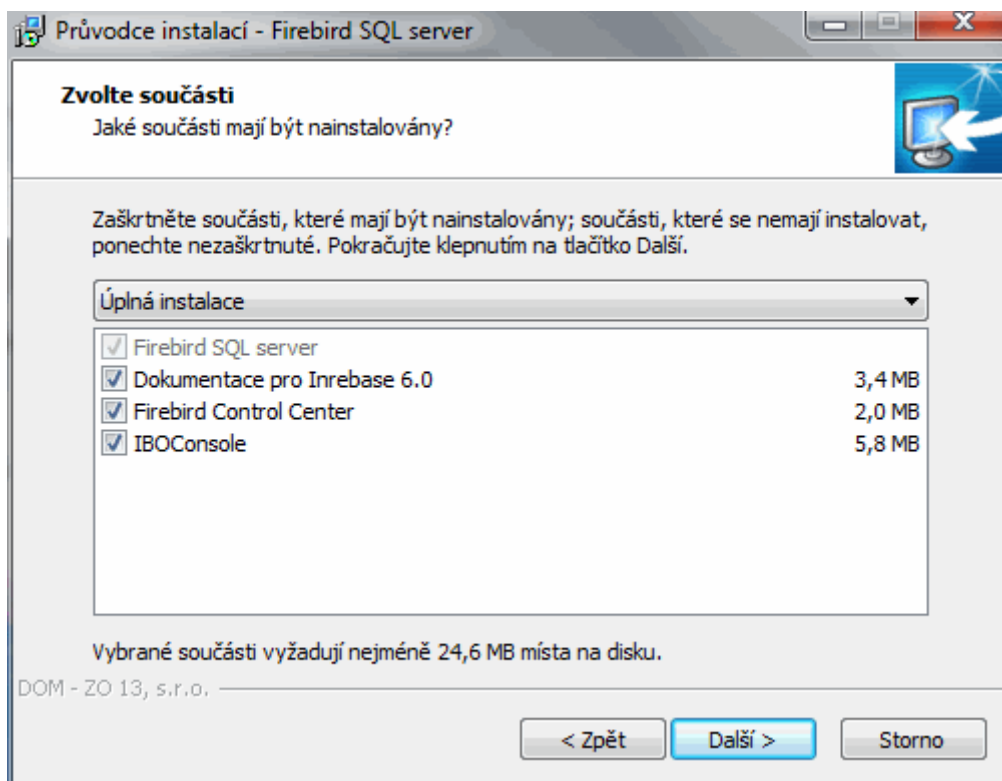 Průvodce instalací - Firebird SQL server
Zvolte součásti
Jaké součásti mají být nainstalovány?
Zaškrtněte součásti, které mají být nainstalovány; součásti, které se nemají instalovat,
ponechte nezaškrtnuté. Pokračujte klepnutím na tlačítko Další.
Úplná instalace
Firebird SQL server
Dokumentace pro Inrebase 6.0 3,4 MB
Firebird Control Center 2,0 MB
IBOConsole 5,8 MB
Vybrané součásti vyžadují nejméně 24,6 MB místa na disku.
DOM - ZO 13, s.r.o.
< Zpět Další > Storno